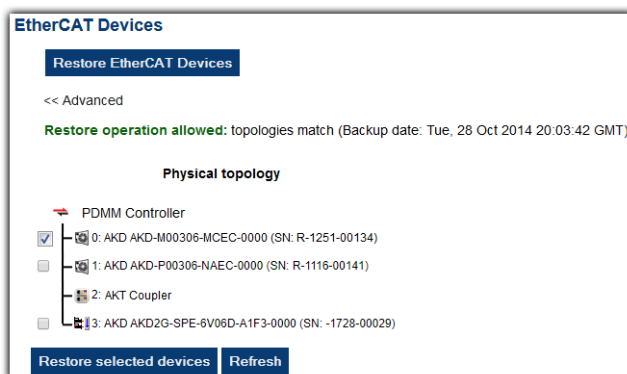 EtherCAT Devices
Restore EtherCAT Devices
<< Advanced
Restore operation allowed: topologies match (Backup date: Tue, 28 Oct 2014 20:03:42 GMT)
Physical topology
PDMM Controller
0: AKD AKD-M00306-MCEC-0000 (SN: R-1251-00134)
1: AKD AKD-P00306-NAEC-0000 (SN: R-1116-00141)
2: AKT Coupler
3: AKD AKD2G-SPE-6V06D-A1F3-0000 (SN: -1728-00029)
Restore selected devices Refresh